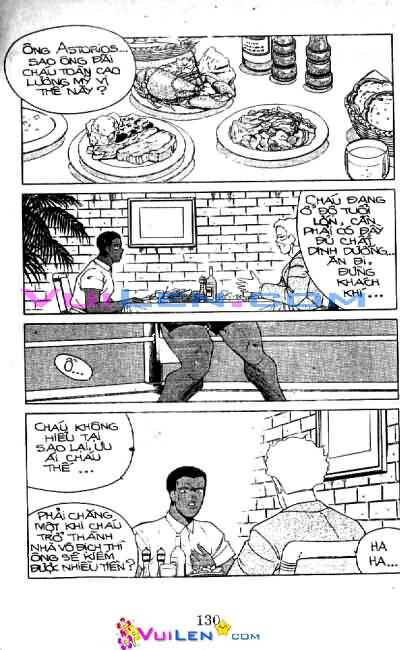 ÔNG ASTORIOS...
SAO ÔNG ĐÃI
CHÁU TOÀN CAO
LƯƠNG MỸ VỊ
THẾ NÀY?
CHÁU ĐANG
Ở ĐỘ TUỔI
LỚN, CẦN
PHẢI CÓ ĐẦY
ĐỦ CHẤT
DINH DƯỠNG...
ĂN ĐI,
ĐỪNG
KHÁCH
KHÍ...
VUILEN.COM
Ồ...
CHÁU KHÔNG
HIỂU TẠI
SAO LẠI ƯU
ÁI CHÁU
THẾ...
PHẢI CHĂNG
MỘT KHI CHÁU
TRỞ THÀNH
NHÀ VÔ ĐỊCH THÌ
ÔNG SẼ KIẾM
ĐƯỢC NHIỀU TIỀN?
HA
HA...
130
VUILEN.COM